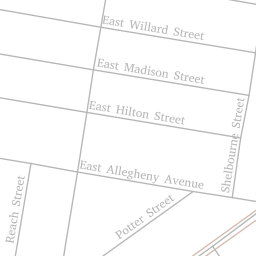 East Willard Street
East Madison Street
East Hilton Street
Shelbourne Street
East Allegheny Avenue
Reach Street
Potter Street